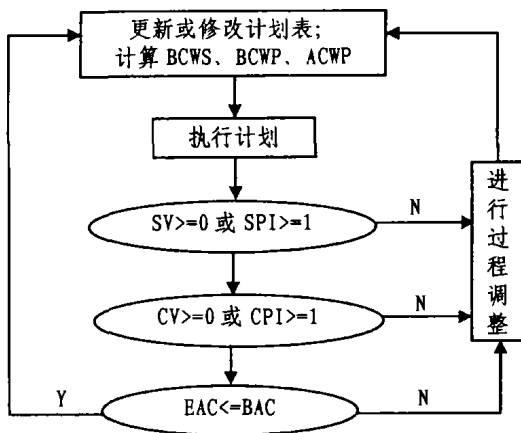 更新或修改计划表;
计算 BCWS、BCWP、ACWP
执行计划
SV>=0 或 SPI>=1
N
进行过程调整
CV>=0 或 CPI>=1
N
Y
EAC<=BAC
N